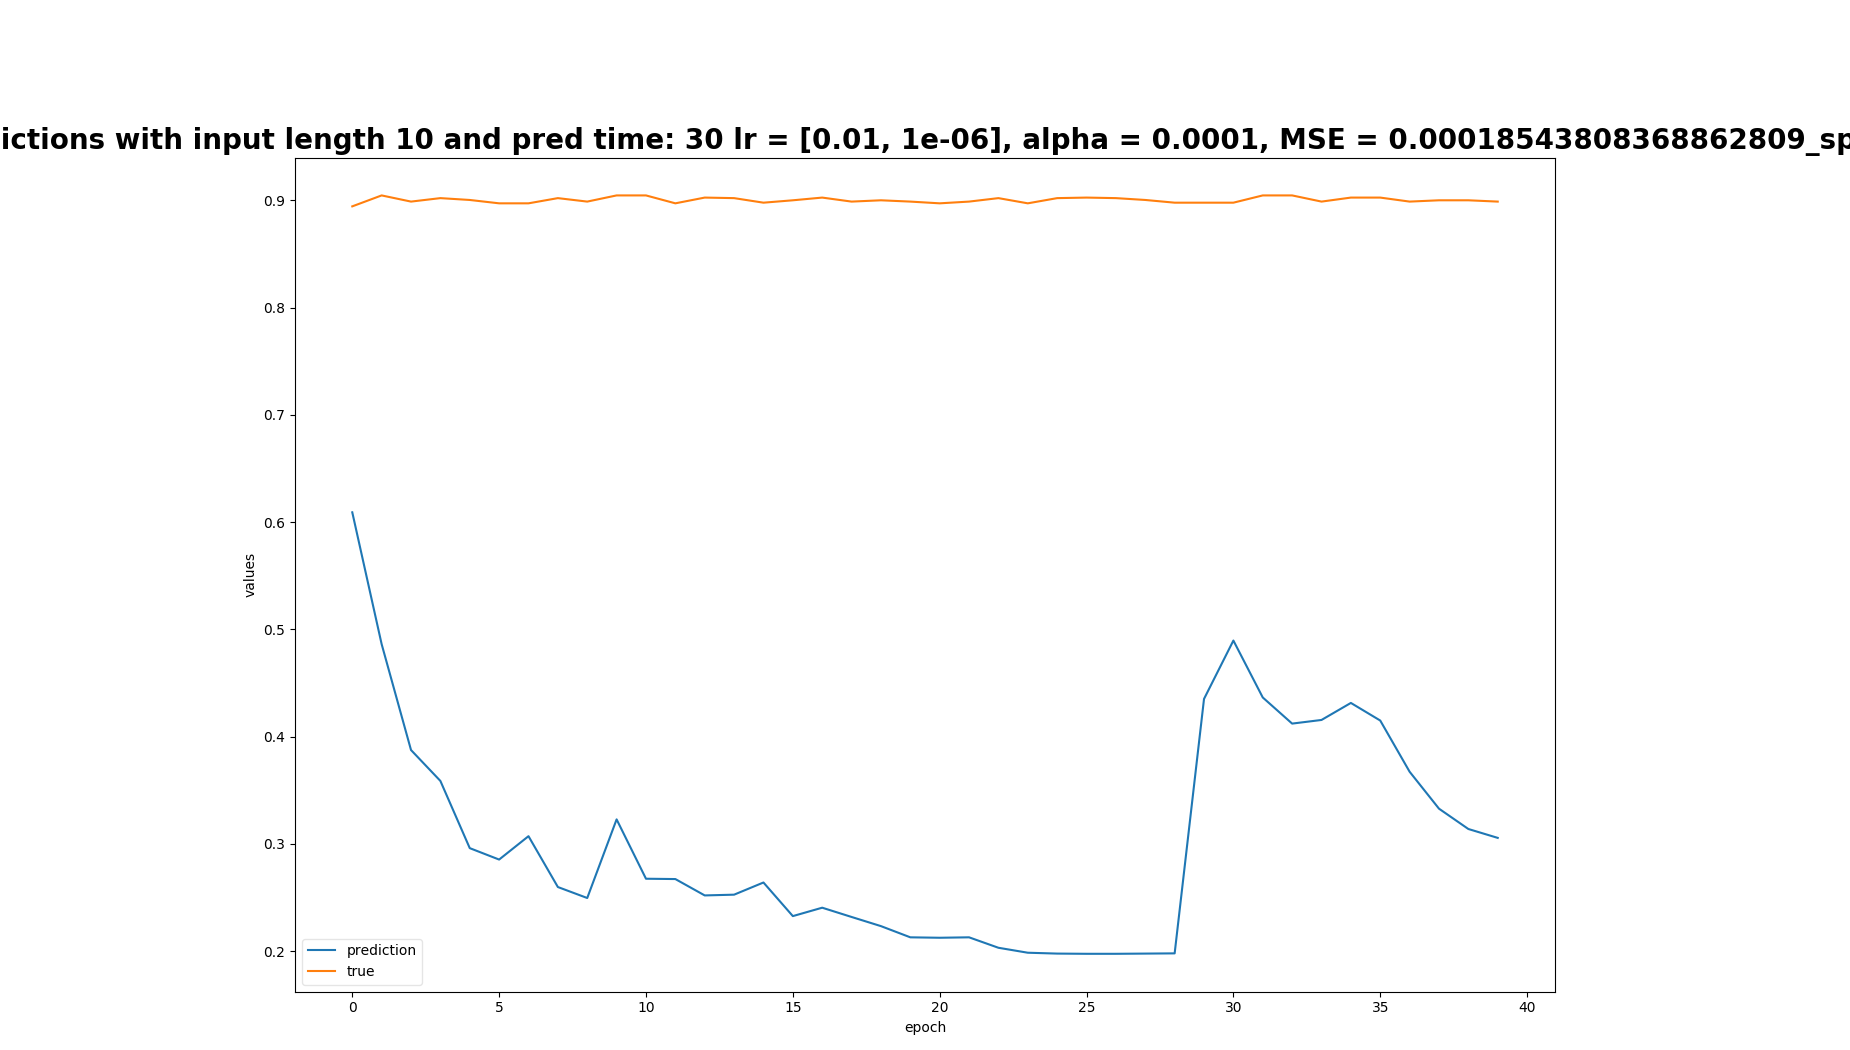 ictions with input length 10 and pred time: 30 lr = [0.01, 1e-06], alpha = 0.0001, MSE = 0.00018543808368862809_sp
0.9
0.8
0.7
0.6
0.5
0.4
0.3
0.2
values
prediction
true
0 5 10 15 20 25 30 35 40
epoch